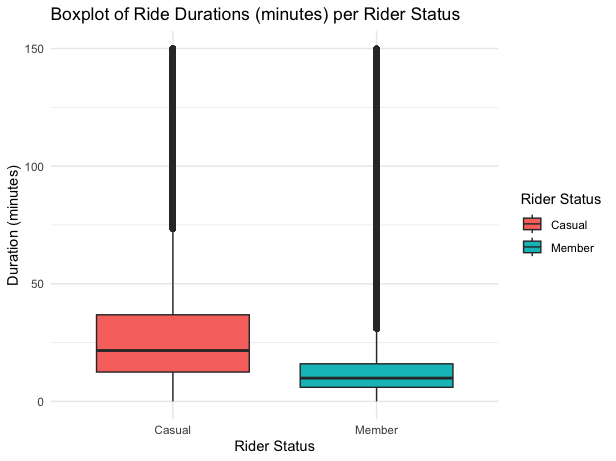 Boxplot of Ride Durations (minutes) per Rider Status
150
100
50
0
Duration (minutes)
Casual
Member
Rider Status
Rider Status
Casual
Member